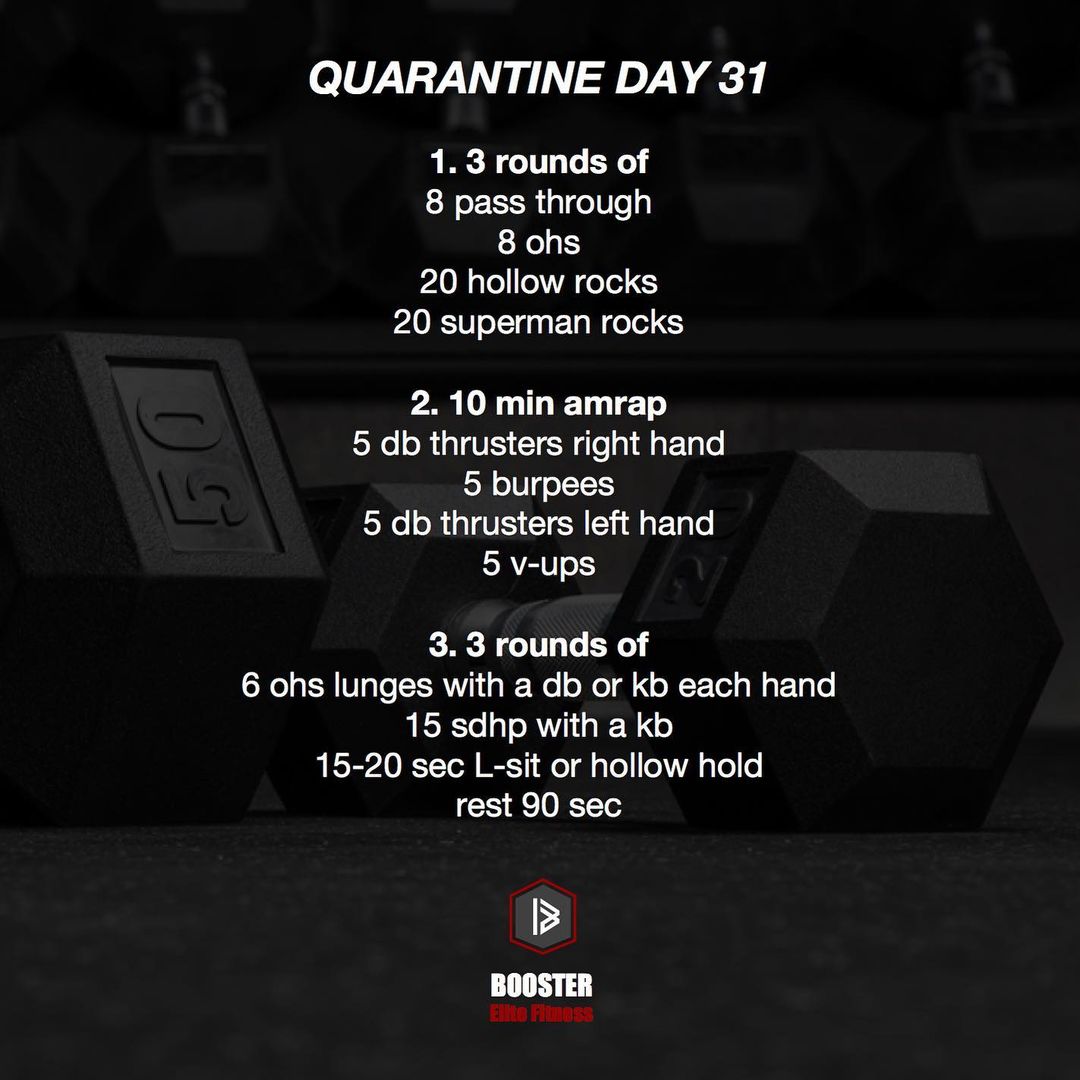 QUARANTINE DAY 31
1. 3 rounds of
8 pass through
8 ohs
20 hollow rocks
20 superman rocks
2. 10 min amrap
5 db thrusters right hand
5 burpees
5 db thrusters left hand
5 v-ups
3. 3 rounds of
6 ohs lunges with a db or kb each hand
15 sdhp with a kb
15-20 sec L-sit or hollow hold
rest 90 sec
50
20
B
BOOSTER
Elite Fitness